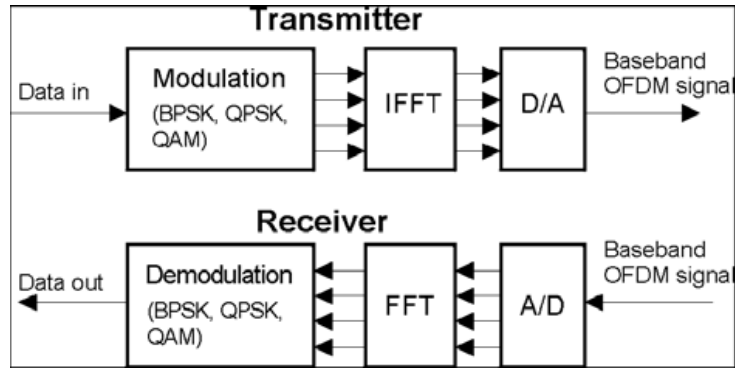 Transmitter
Data in
Modulation
(BPSK, QPSK,
QAM)
IFFT
D/A
Baseband
OFDM signal
Receiver
Data out
Demodulation
(BPSK, QPSK,
QAM)
FFT
A/D
Baseband
OFDM signal